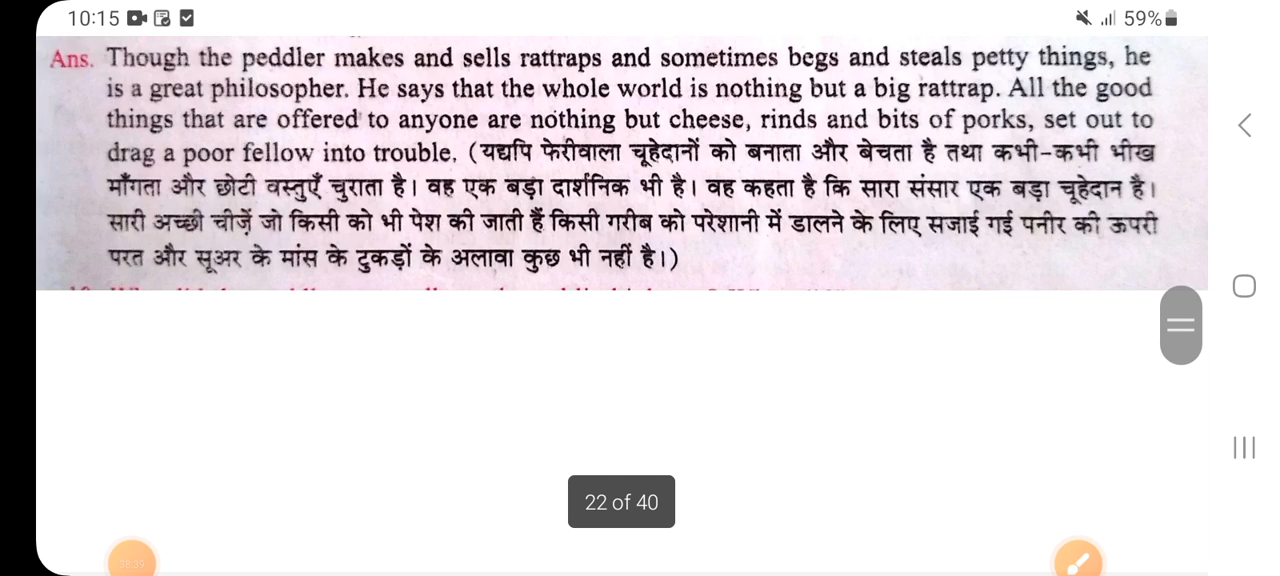 10:15
59%
Ans. Though the peddler makes and sells rattraps and sometimes begs and steals petty things, he
is a great philosopher. He says that the whole world is nothing but a big rattrap. All the good
things that are offered to anyone are nothing but cheese, rinds and bits of porks, set out to
drag a poor fellow into trouble. (यद्यपि फेरीवाला चूहेदानों को बनाता और बेचता है तथा कभी-कभी भीख
माँगता और छोटी वस्तुएँ चुराता है। वह एक बड़ा दार्शनिक भी है। वह कहता है कि सारा संसार एक बड़ा चूहेदान है।
सारी अच्छी चीज़ें जो किसी को भी पेश की जाती हैं किसी गरीब को परेशानी में डालने के लिए सजाई गई पनीर की ऊपरी
परत और सूअर के मांस के टुकड़ों के अलावा कुछ भी नहीं है।)
22 of 40
38:39